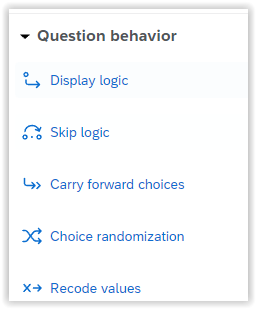 Question behavior
Display logic
Skip logic
Carry forward choices
Choice randomization
Recode values